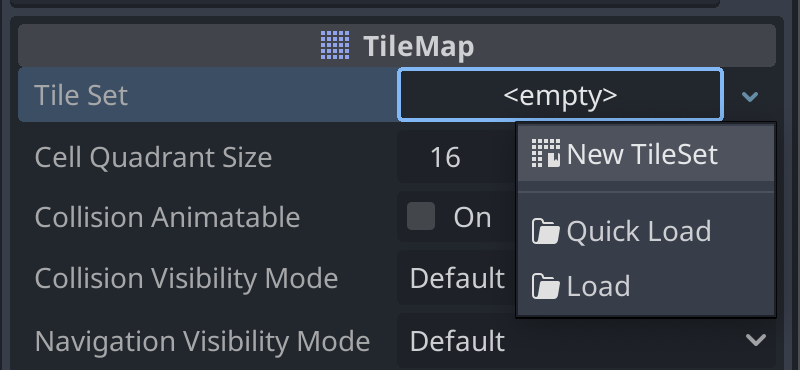 TileMap
Tile Set <empty>
New TileSet
Cell Quadrant Size 16
Collision Animatable On
Quick Load
Collision Visibility Mode Default
Load
Navigation Visibility Mode Default